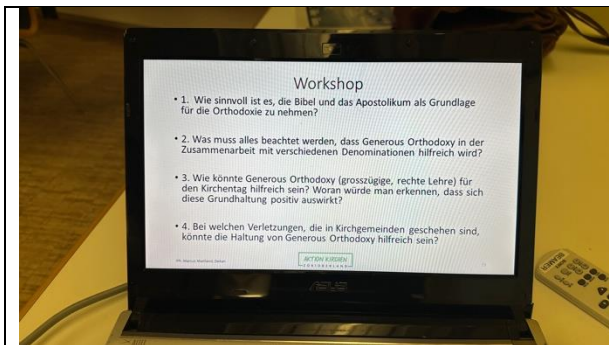 Workshop
• 1. Wie sinnvoll ist es, die Bibel und das Apostolikum als Grundlage
für die Orthodoxie zu nehmen?
• 2. Was muss alles beachtet werden, dass Generous Orthodoxy in der
Zusammenarbeit mit verschiedenen Denominationen hilfreich wird?
• 3. Wie könnte Generous Orthodoxy (grosszügige, rechte Lehre) für
den Kirchentag hilfreich sein? Woran würde man erkennen, dass sich
diese Grundhaltung positiv auswirkt?
• 4. Bei welchen Verletzungen, die in Kirchgemeinden geschehen sind,
könnte die Haltung von Generous Orthodoxy hilfreich sein?
AKTION KIRCHEN
BEAMER